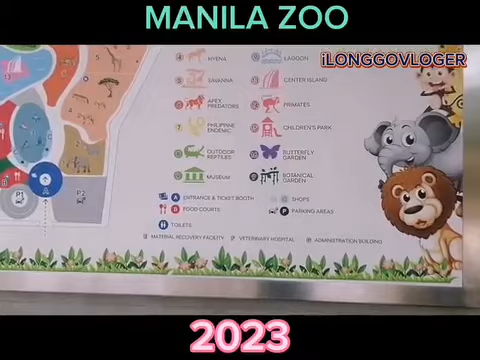 MANILA ZOO
iLONGGOVLOGER
HYENA
LAGOON
SAVANNA
CENTER ISLAND
APEX PREDATORS
PRIMATES
7
PHILIPPINE ENDEMIC
CHILDREN'S PARK
OUTDOOR REPTILES
BUTTERFLY GARDEN
MUSEUM
BOTANICAL GARDEN
A ENTRANCE & TICKET BOOTH
SHOPS
B FOOD COURTS
P PARKING AREAS
TOILETS
MATERIAL RECOVERY FACILITY
VETERINARY HOSPITAL
ADMINISTRATION BUILDING
13
A
P1
P2
2023